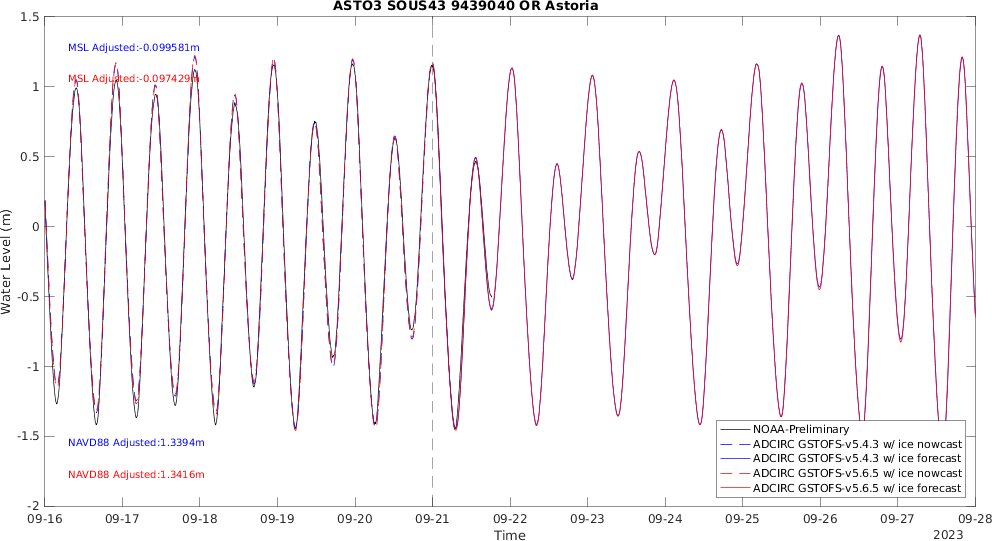 ASTO3 SOUS43 9439040 OR Astoria
Water Level (m)
1.5
1
0.5
0
-0.5
-1
-1.5
-2
MSL Adjusted:-0.099581m
MSL Adjusted:-0.097429m
NAVD88 Adjusted:1.3394m
NAVD88 Adjusted:1.3416m
NOAA-Preliminary
ADCIRC GSTOFS-v5.4.3 w/ ice nowcast
ADCIRC GSTOFS-v5.4.3 w/ ice forecast
ADCIRC GSTOFS-v5.6.5 w/ ice nowcast
ADCIRC GSTOFS-v5.6.5 w/ ice forecast
09-16 09-17 09-18 09-19 09-20 09-21 09-22 09-23 09-24 09-25 09-26 09-27 09-28
Time
2023